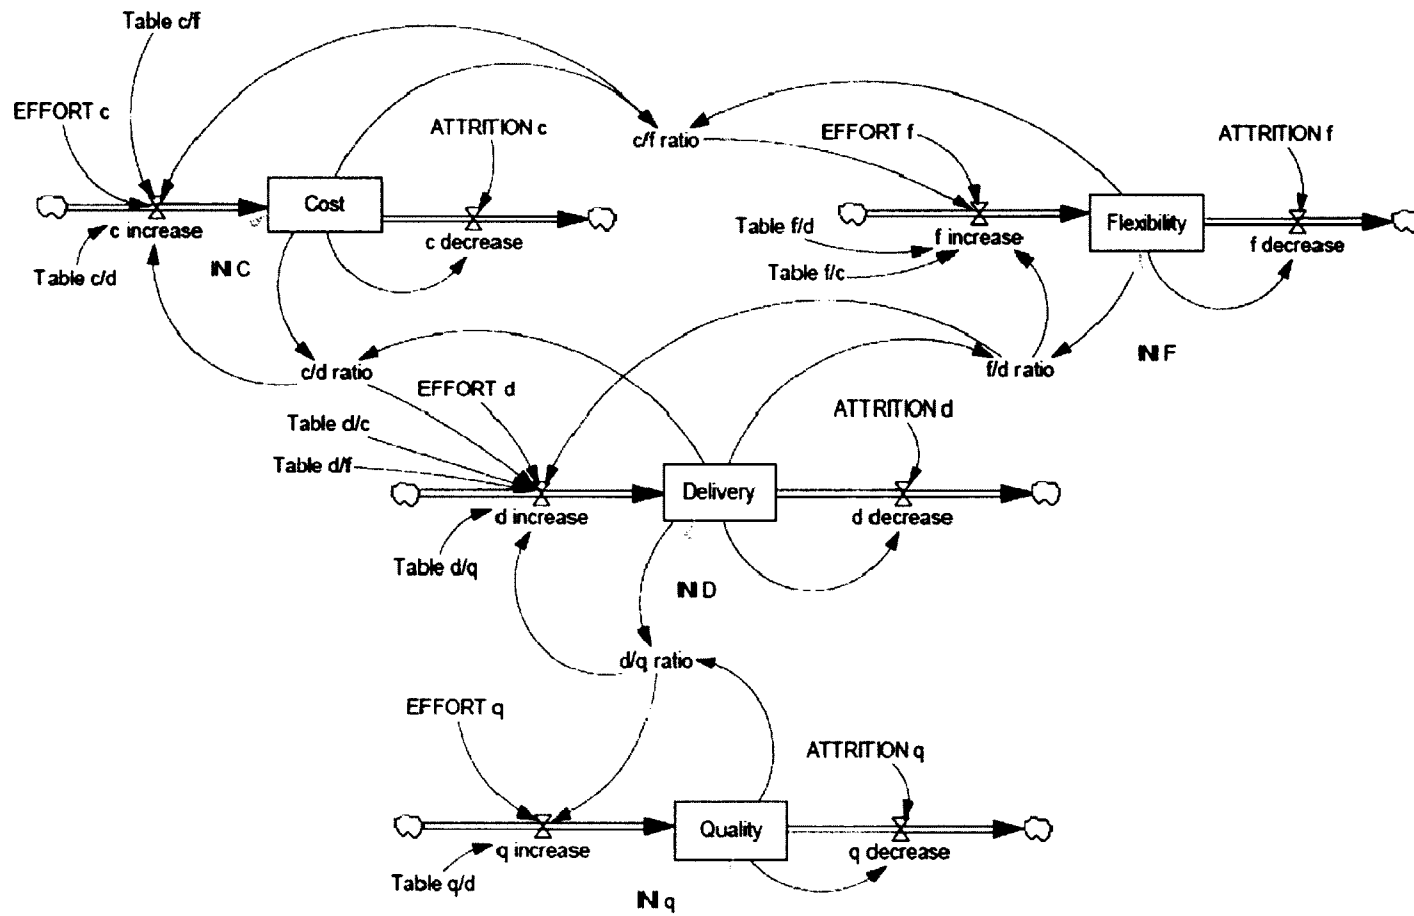 Table c/f
EFFORT c
ATTRITION c
c/f ratio
EFFORT f
ATTRITION f
Cost
Flexibility
c increase
c decrease
Table f/d
f increase
f decrease
Table c/d
INI C
Table f/c
INI F
c/d ratio
f/d ratio
EFFORT d
ATTRITION d
Table d/c
Table d/f
Delivery
d increase
d decrease
Table d/q
INI D
d/q ratio
EFFORT q
ATTRITION q
Quality
q increase
q decrease
Table q/d
INI q